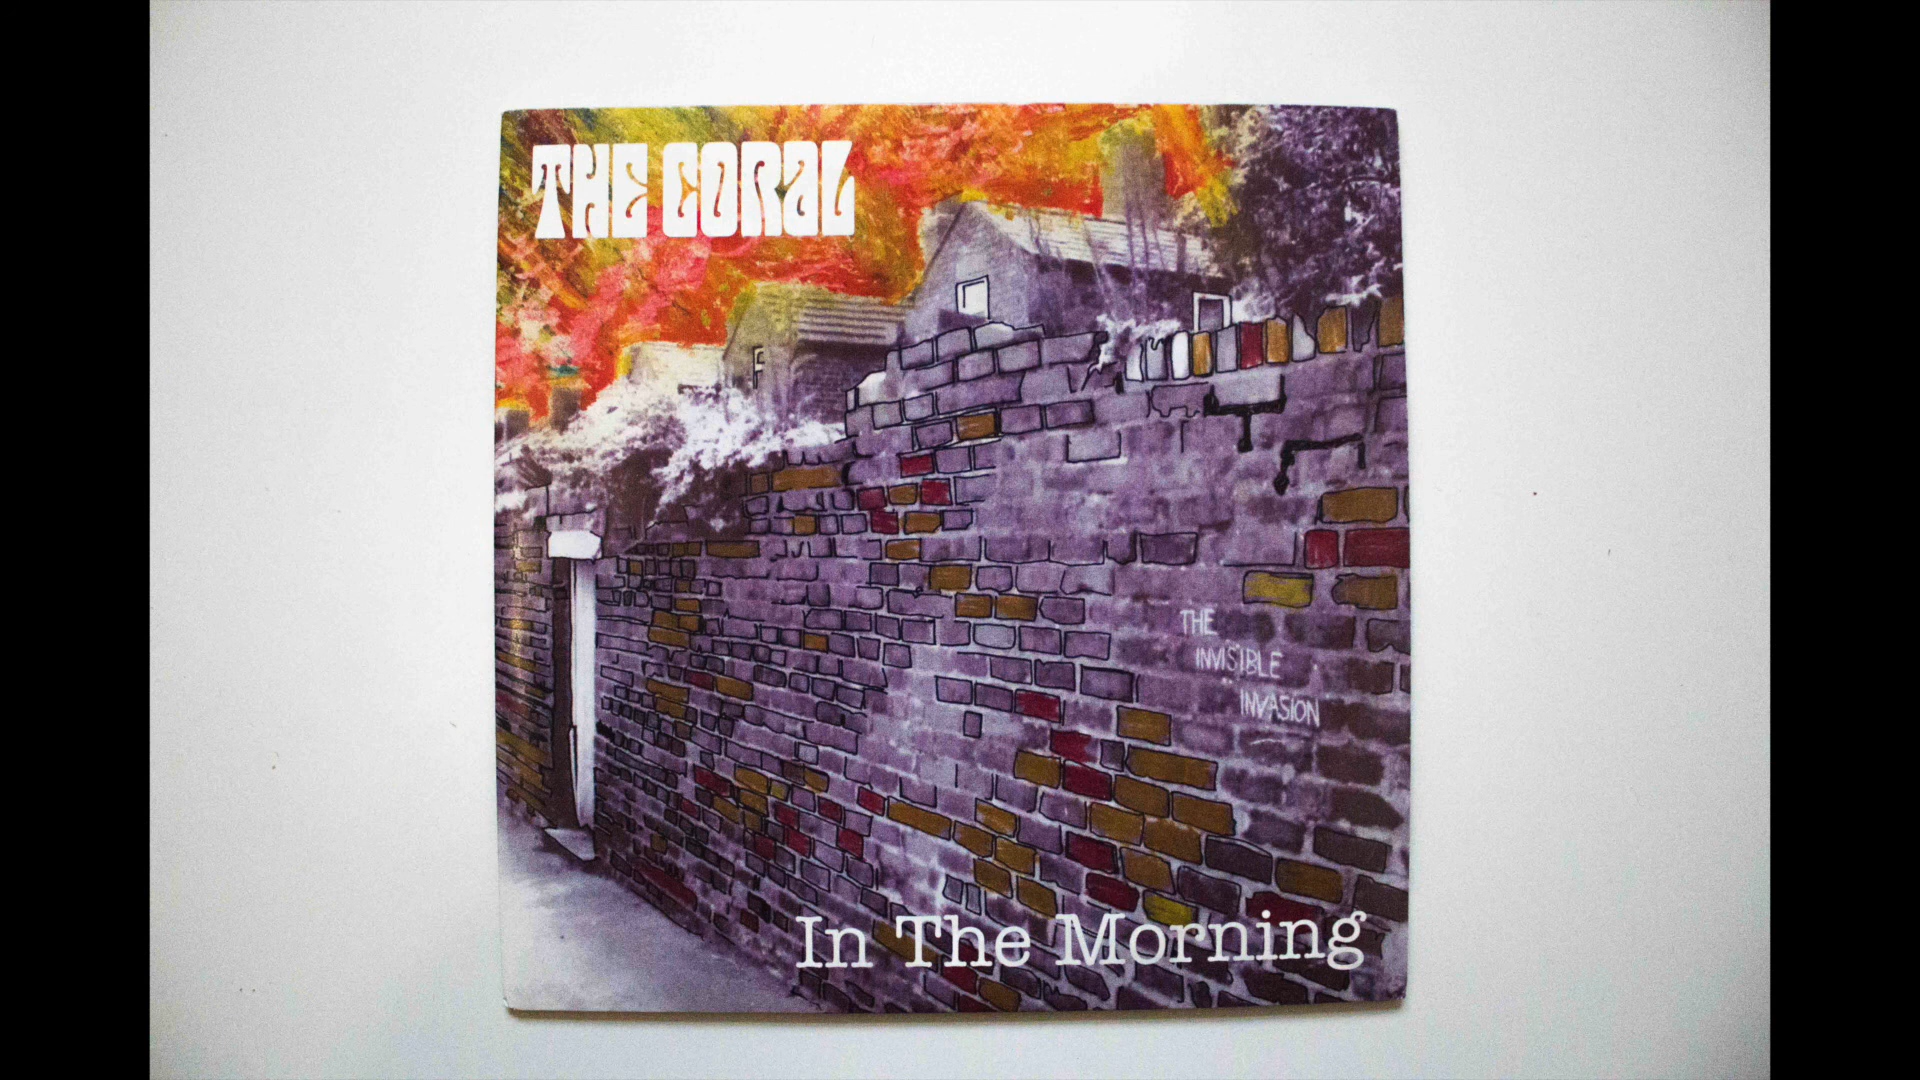 THE CORAL
THE
INVISIBLE
INVASION
In The Morning